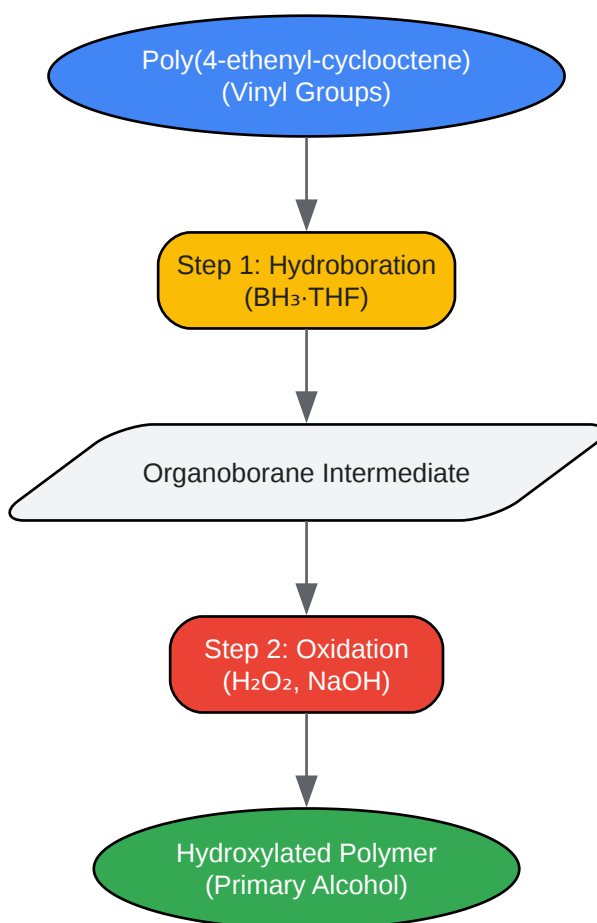 Poly(4-ethenyl-cyclooctene)
(Vinyl Groups)
Step 1: Hydroboration
(BH₃·THF)
Organoborane Intermediate
Step 2: Oxidation
(H₂O₂, NaOH)
Hydroxylated Polymer
(Primary Alcohol)